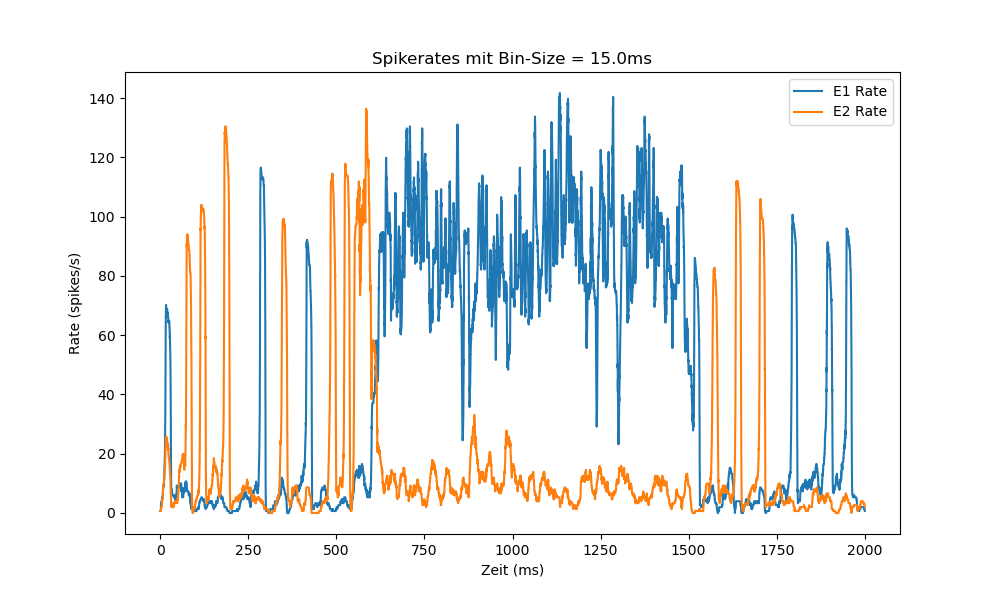 Spikerates mit Bin-Size = 15.0ms
E1 Rate
E2 Rate
Rate (spikes/s)
140
120
100
80
60
40
20
0
0 250 500 750 1000 1250 1500 1750 2000
Zeit (ms)